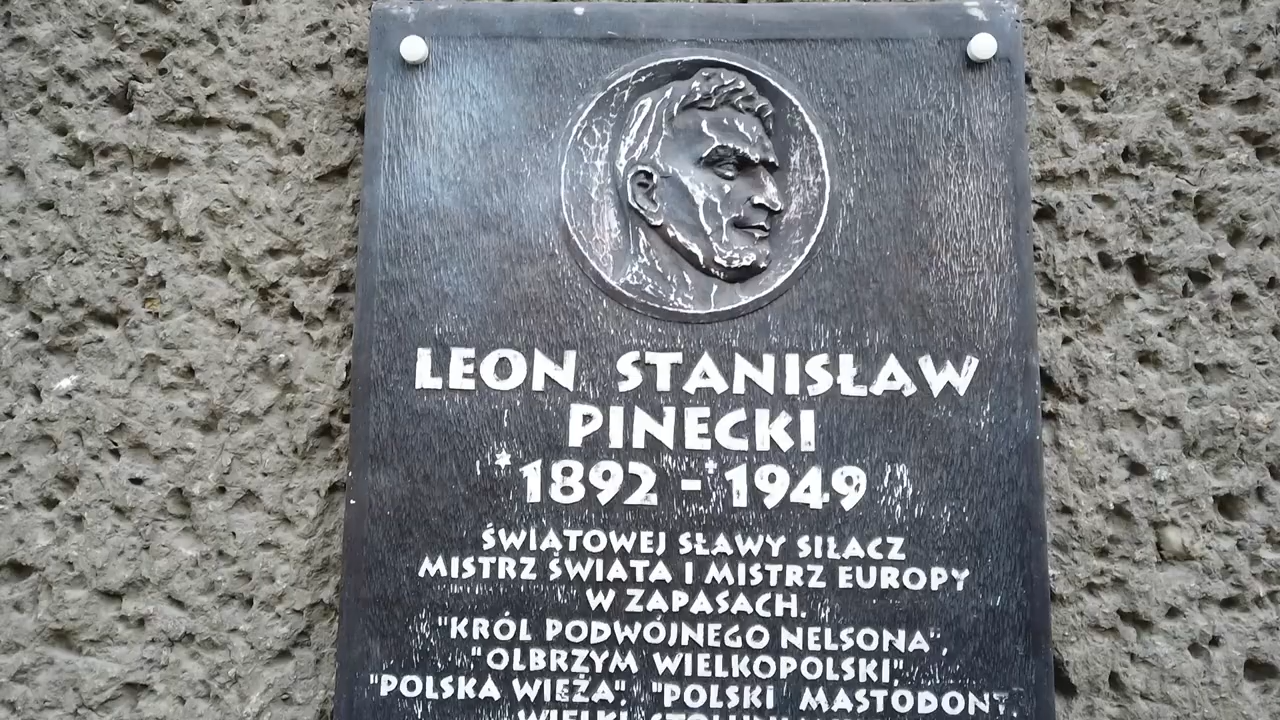 LEON STANISŁAW
PINECKI
*1892 - †1949
ŚWIATOWEJ SŁAWY SIŁACZ
MISTRZ ŚWIATA I MISTRZ EUROPY
W ZAPASACH.
"KRÓL PODWÓJNEGO NELSONA",
"OLBRZYM WIELKOPOLSKI",
"POLSKA WIEŻA", "POLSKI MASTODONT,
WIELKI